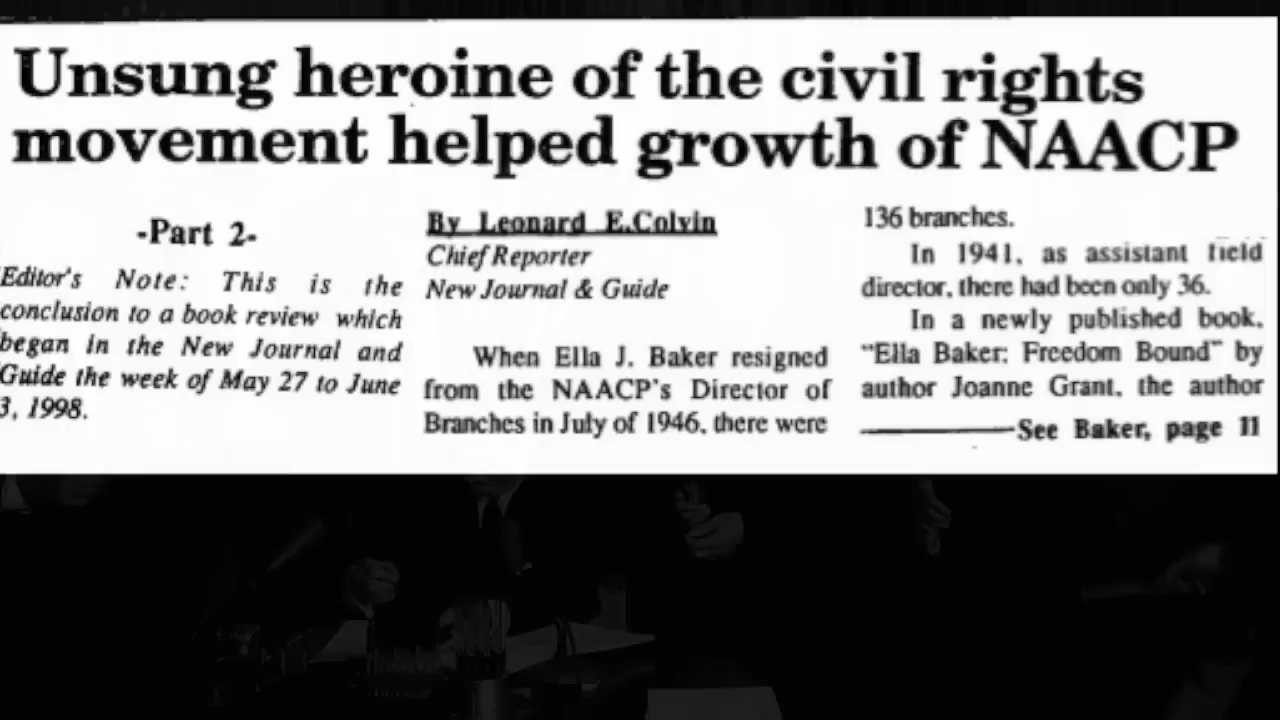 Unsung heroine of the civil rights
movement helped growth of NAACP
-Part 2-
Editor's Note: This is the
conclusion to a book review which
began in the New Journal and
Guide the week of May 27 to June
3, 1998.
By Leonard E.Colvin
Chief Reporter
New Journal & Guide
When Ella J. Baker resigned
from the NAACP's Director of
Branches in July of 1946, there were
136 branches.
In 1941, as assistant field
director, there had been only 36.
In a newly published book,
"Ella Baker: Freedom Bound" by
author Joanne Grant, the author
See Baker, page 11